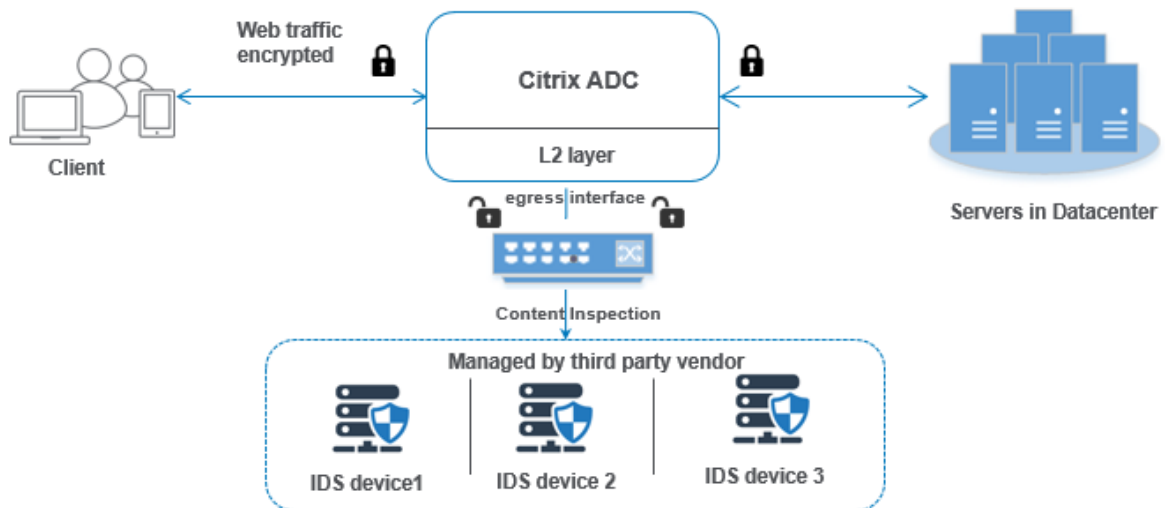 Web traffic
encrypted
Citrix ADC
L2 layer
Client
egress interface
Servers in Datacenter
Content Inspection
Managed by third party vendor
IDS device1
IDS device 2
IDS device 3